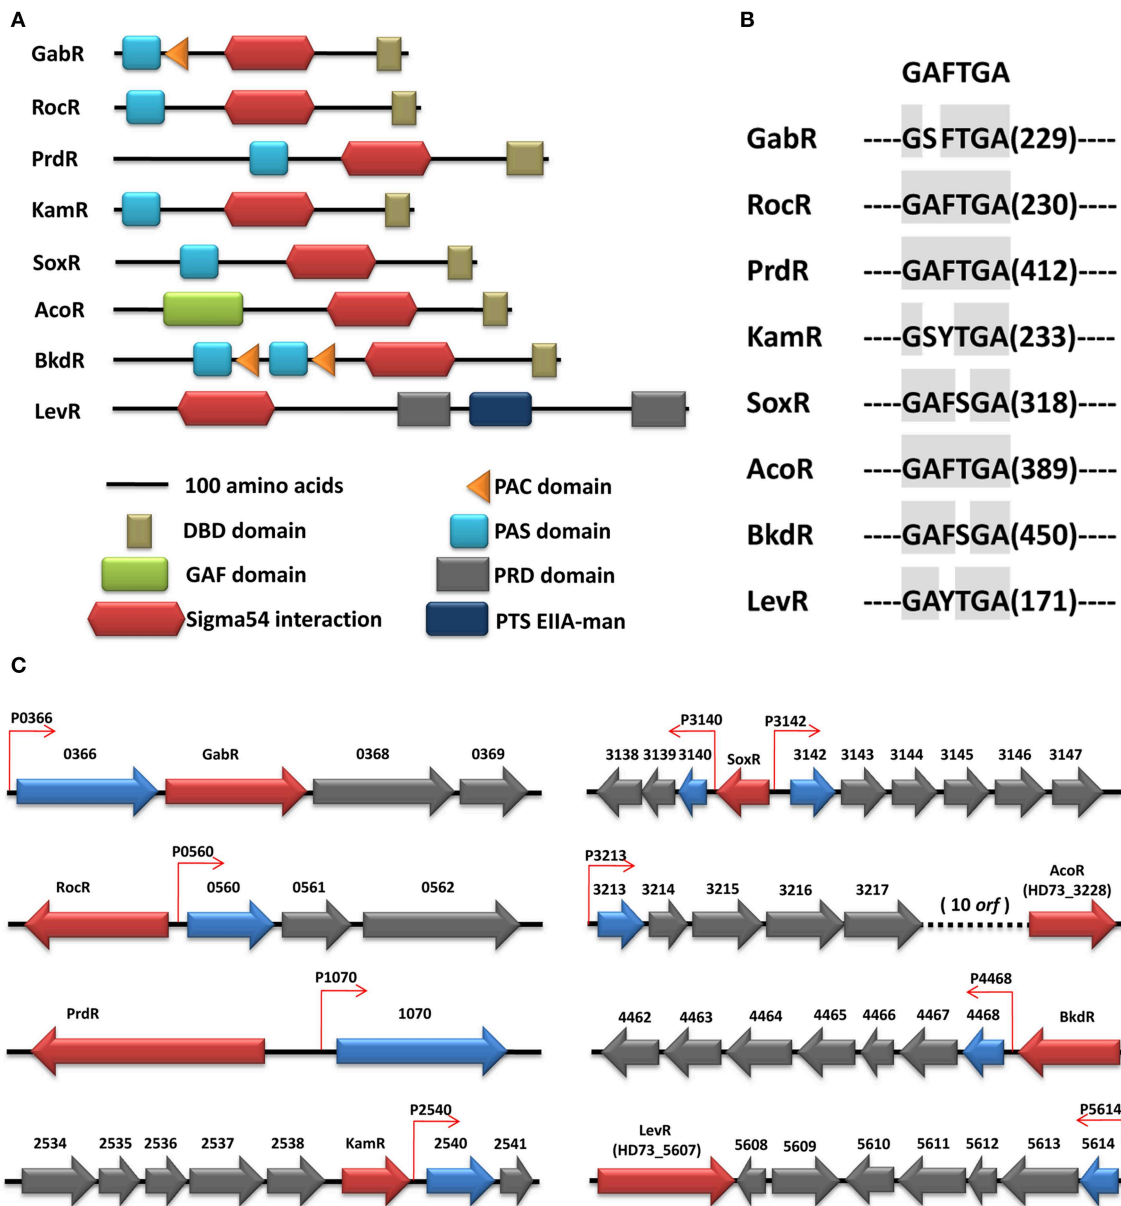 A
GabR
RocR
PrdR
KamR
SoxR
AcoR
BkdR
LevR
100 amino acids
PAC domain
DBD domain
PAS domain
GAF domain
PRD domain
Sigma54 interaction
PTS EIIA-man
B
GAFTGA
GabR ----GSFTGA(229)----
RocR ----GAFTGA(230)----
PrdR ----GAFTGA(412)----
KamR ----GSYTGA(233)----
SoxR ----GAFSGA(318)----
AcoR ----GAFTGA(389)----
BkdR ----GAFSGA(450)----
LevR ----GAYTGA(171)----
C
P0366
0366 GabR 0368 0369
P0560
RocR 0560 0561 0562
P1070
PrdR 1070
P2540
2534 2535 2536 2537 2538 KamR 2540 2541
P3140 P3142
3138 3139 3140 SoxR 3142 3143 3144 3145 3146 3147
P3213
3213 3214 3215 3216 3217 ( 10 orf ) AcoR
(HD73_3228)
P4468
4462 4463 4464 4465 4466 4467 4468 BkdR
P5614
LevR
(HD73_5607) 5608 5609 5610 5611 5612 5613 5614